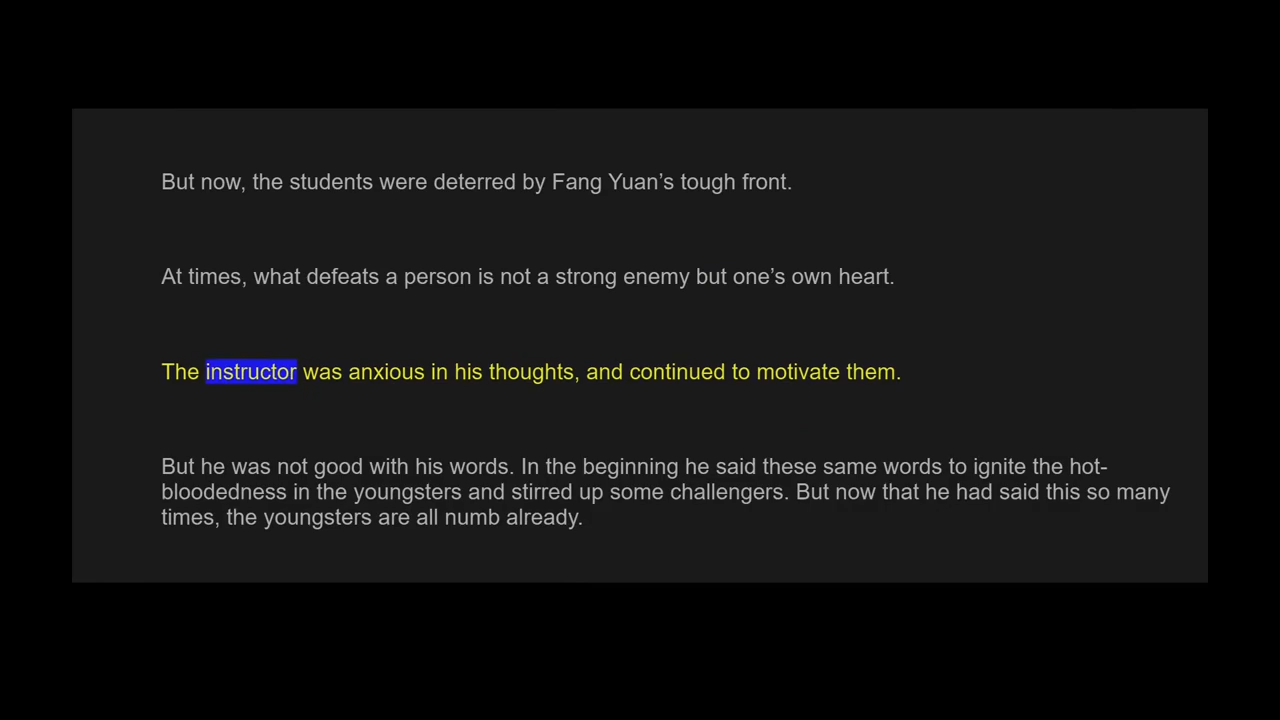 But now, the students were deterred by Fang Yuan’s tough front.
At times, what defeats a person is not a strong enemy but one’s own heart.
The instructor was anxious in his thoughts, and continued to motivate them.
But he was not good with his words. In the beginning he said these same words to ignite the hot-
bloodedness in the youngsters and stirred up some challengers. But now that he had said this so many
times, the youngsters are all numb already.